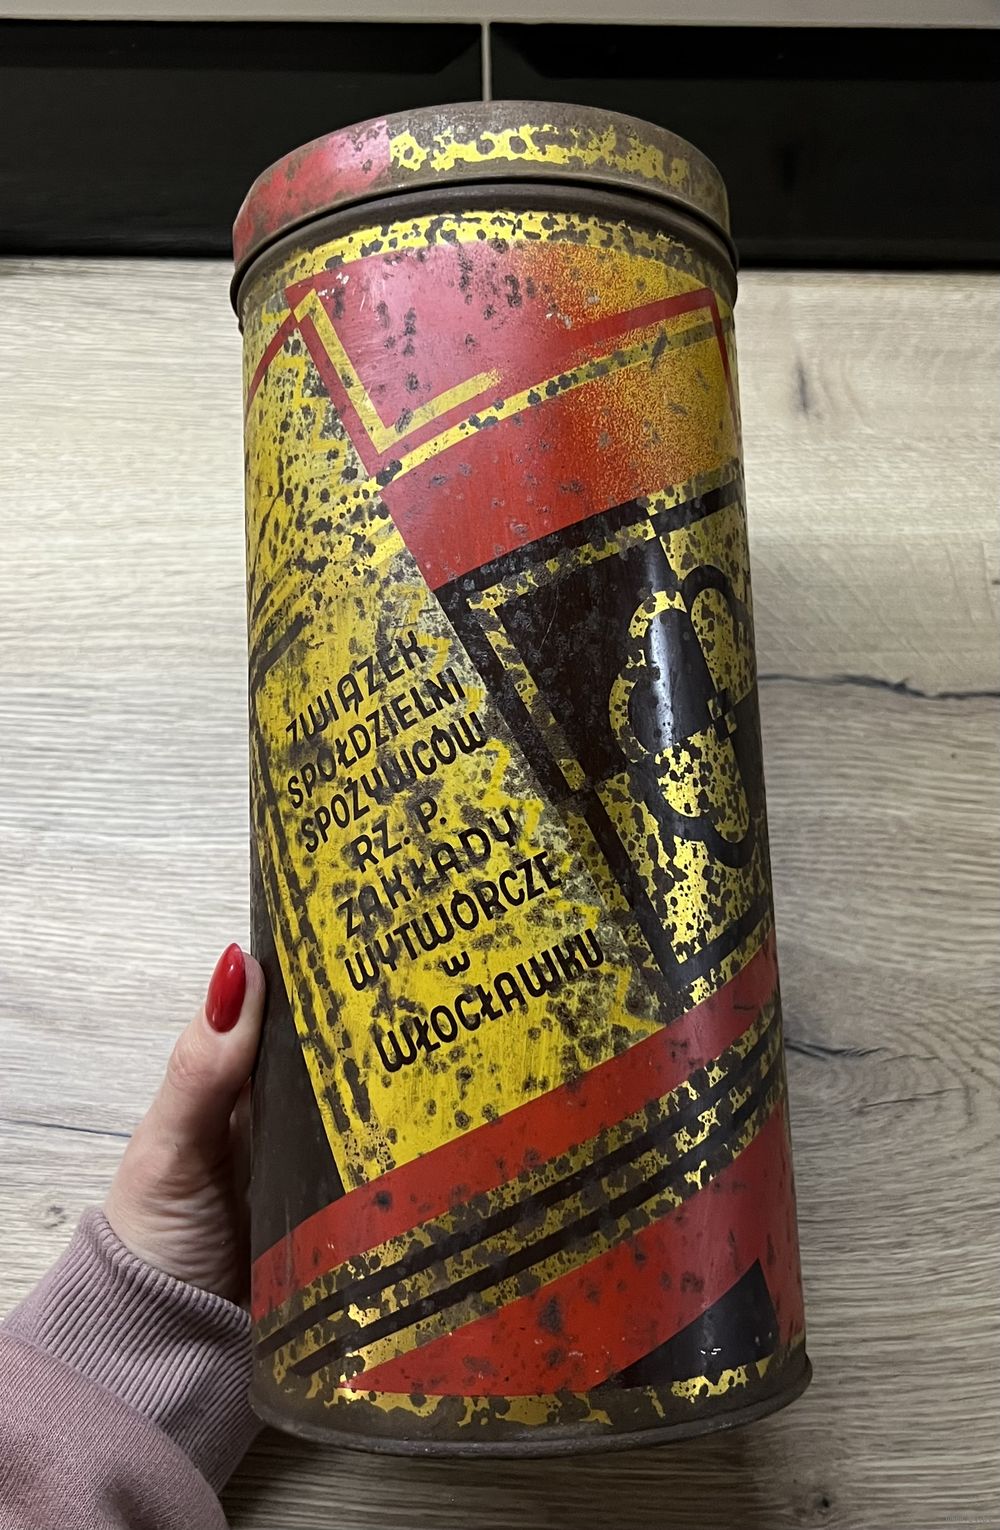 ZWIĄZEK
SPÓŁDZIELNI
SPOŻYWCÓW
RZ. P.
ZAKŁADY
WYTWÓRCZE
W
WŁOCŁAWKU